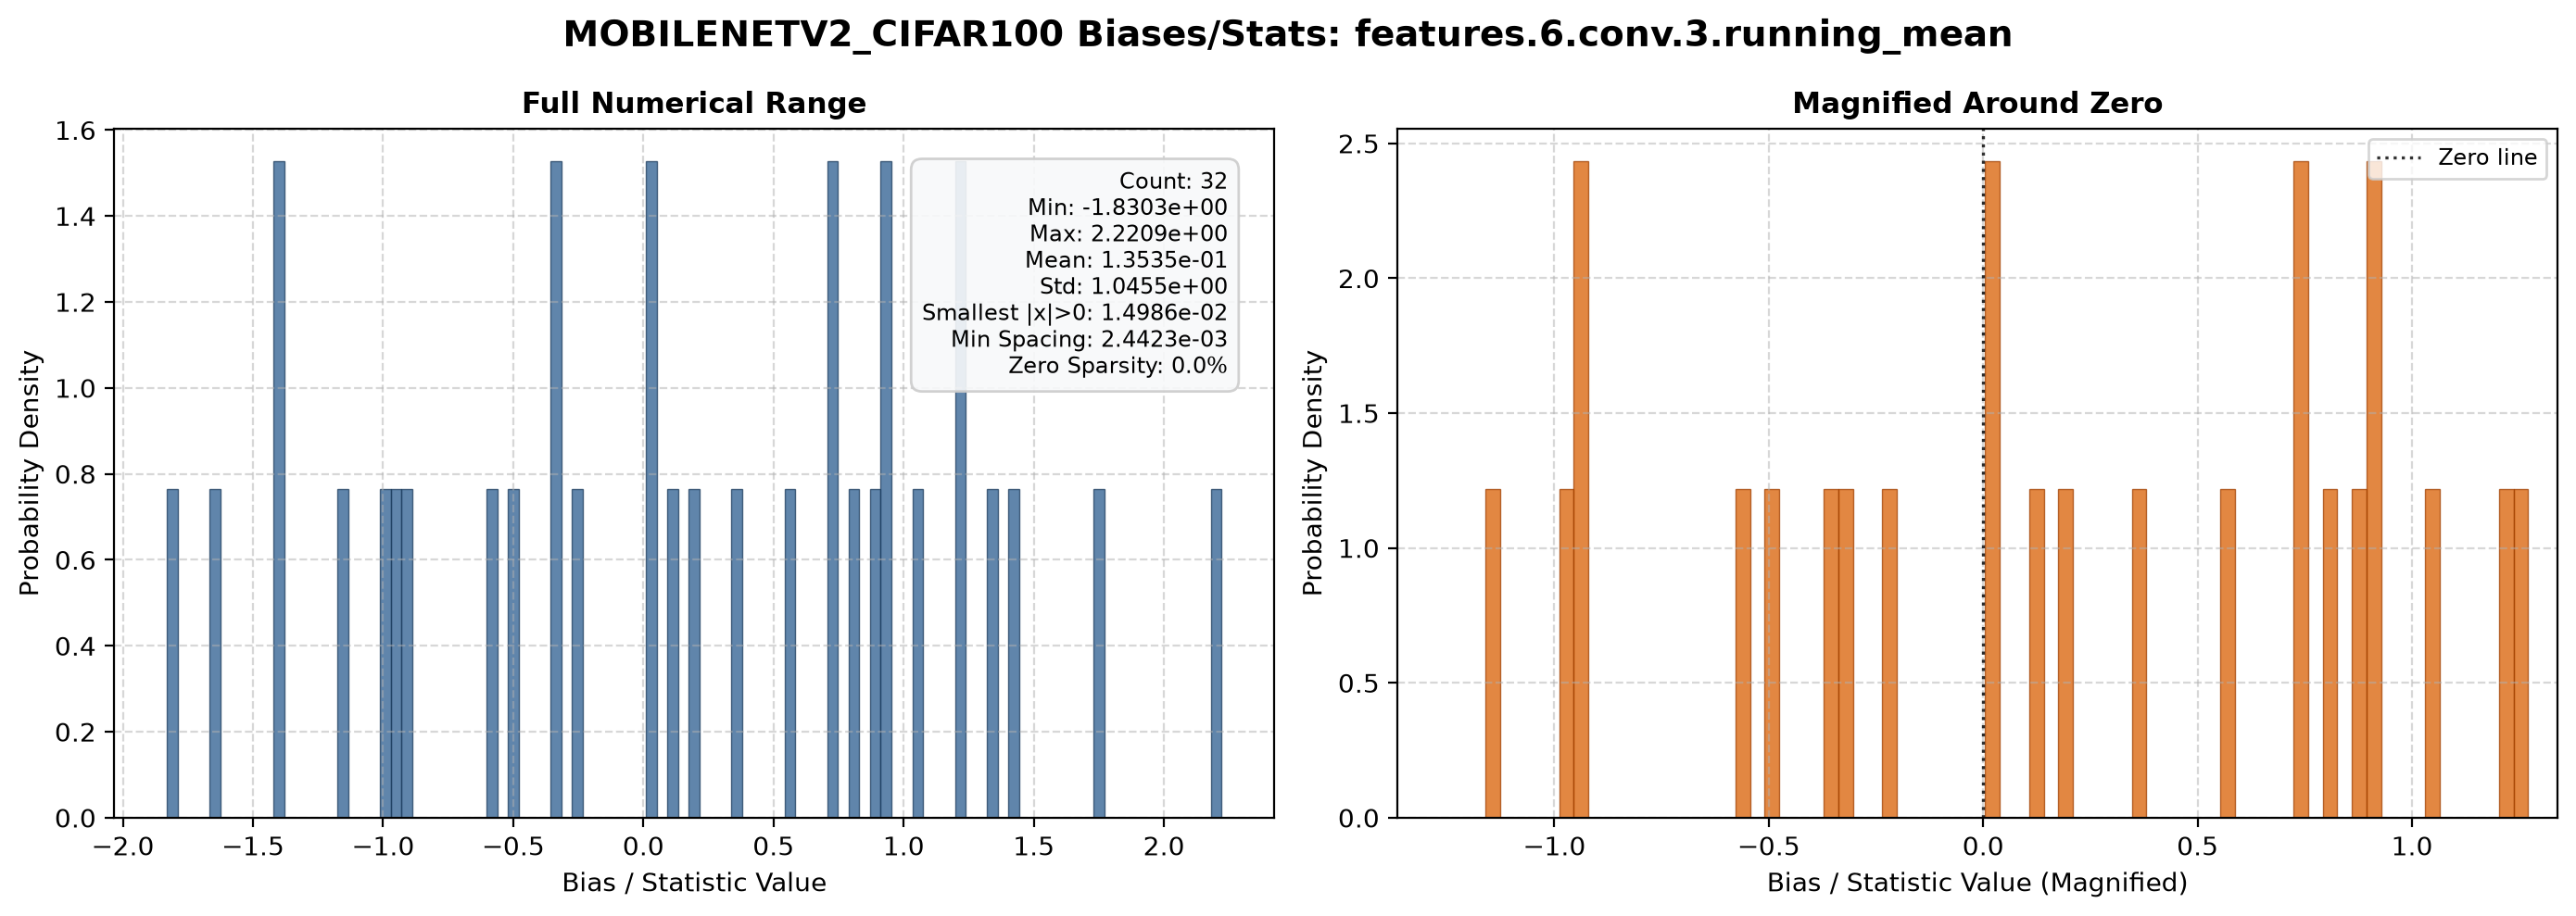 MOBILENETV2_CIFAR100 Biases/Stats: features.6.conv.3.running_mean
Full Numerical Range
Probability Density
1.6
1.4
1.2
1.0
0.8
0.6
0.4
0.2
0.0
Count: 32
Min: -1.8303e+00
Max: 2.2209e+00
Mean: 1.3535e-01
Std: 1.0455e+00
Smallest |x|>0: 1.4986e-02
Min Spacing: 2.4423e-03
Zero Sparsity: 0.0%
−2.0 −1.5 −1.0 −0.5 0.0 0.5 1.0 1.5 2.0
Bias / Statistic Value
Magnified Around Zero
Probability Density
2.5
2.0
1.5
1.0
0.5
0.0
Zero line
−1.0 −0.5 0.0 0.5 1.0
Bias / Statistic Value (Magnified)